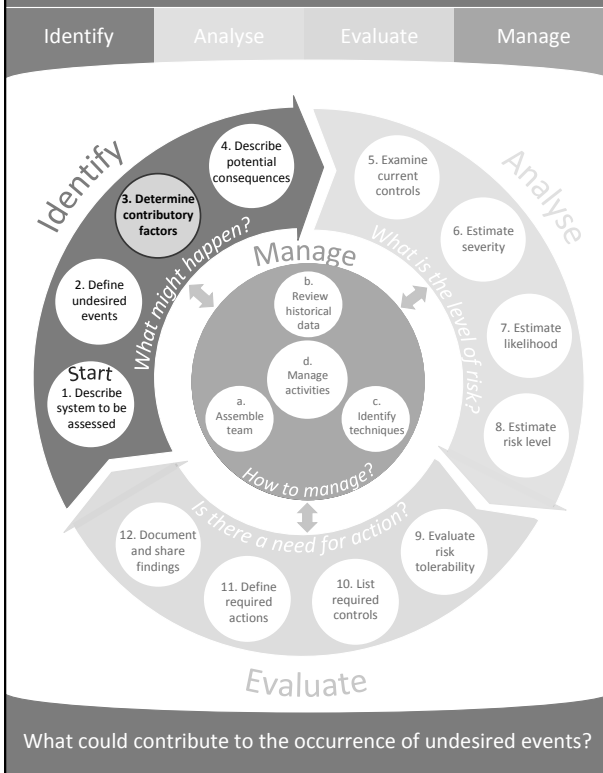 Identify
Analyse
Evaluate
Manage
Identify
What might happen?
Start
1. Describe
system to be
assessed
2. Define
undesired
events
3. Determine
contributory
factors
4. Describe
potential
consequences
Analyse
What is the level of risk?
5. Examine
current
controls
6. Estimate
severity
7. Estimate
likelihood
8. Estimate
risk level
Manage
b.
Review
historical
data
d.
Manage
activities
a.
Assemble
team
c.
Identify
techniques
How to manage?
Is there a need for action?
9. Evaluate
risk
tolerability
10. List
required
controls
11. Define
required
actions
12. Document
and share
findings
Evaluate
What could contribute to the occurrence of undesired events?